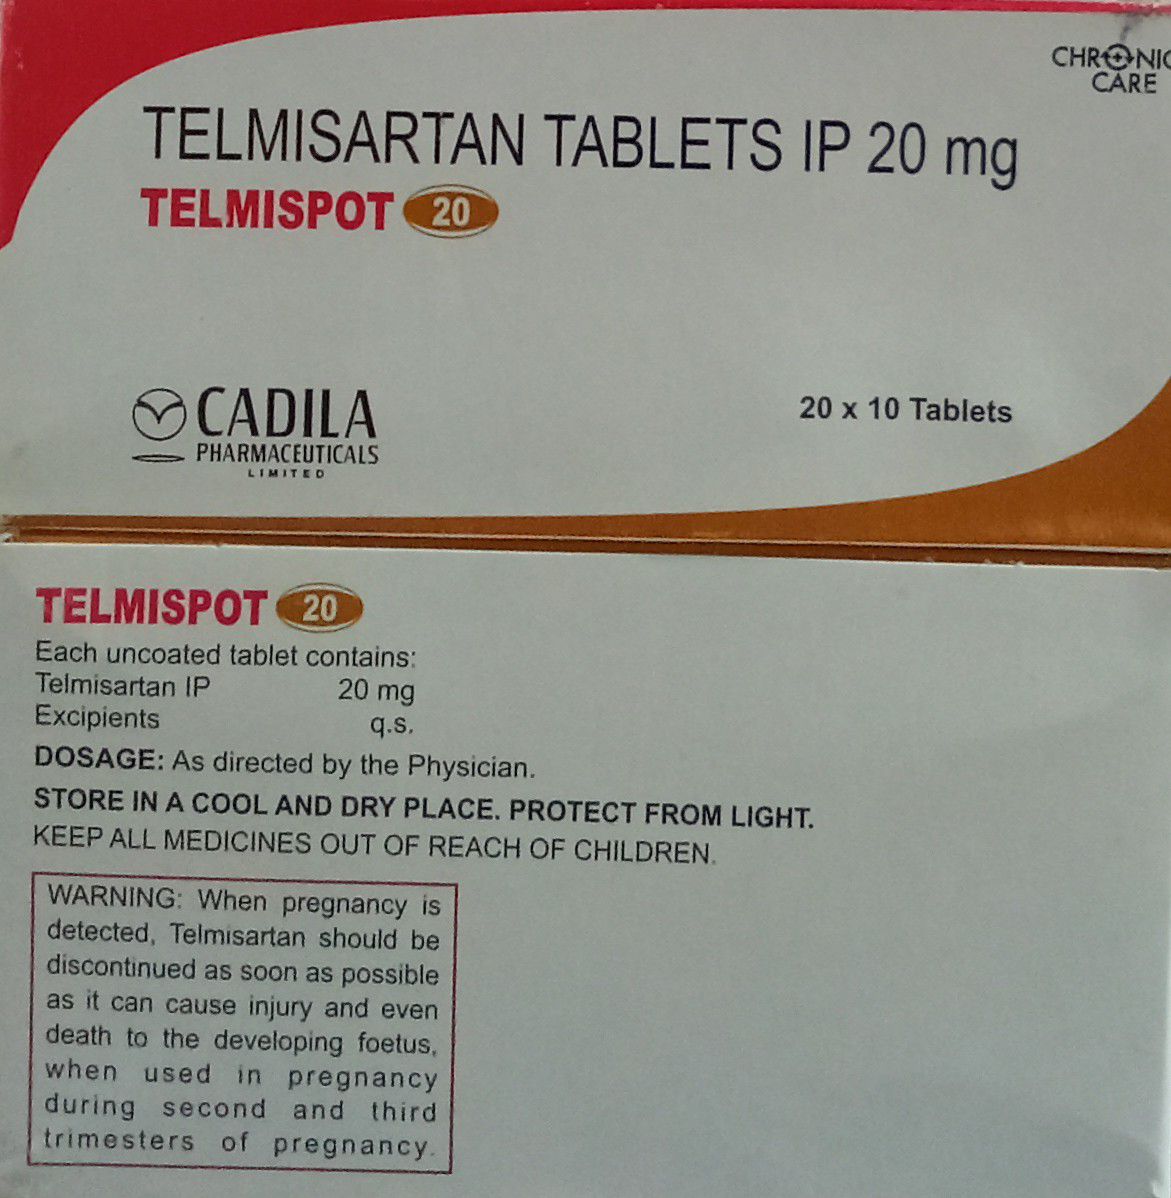 CHRONIC
CARE
TELMISARTAN TABLETS IP 20 mg
TELMISPOT 20
CADILA
PHARMACEUTICALS
LIMITED
20 x 10 Tablets
TELMISPOT 20
Each uncoated tablet contains:
Telmisartan IP 20 mg
Excipients q.s.
DOSAGE: As directed by the Physician.
STORE IN A COOL AND DRY PLACE. PROTECT FROM LIGHT.
KEEP ALL MEDICINES OUT OF REACH OF CHILDREN.
WARNING: When pregnancy is
detected, Telmisartan should be
discontinued as soon as possible
as it can cause injury and even
death to the developing foetus,
when used in pregnancy
during second and third
trimesters of pregnancy.